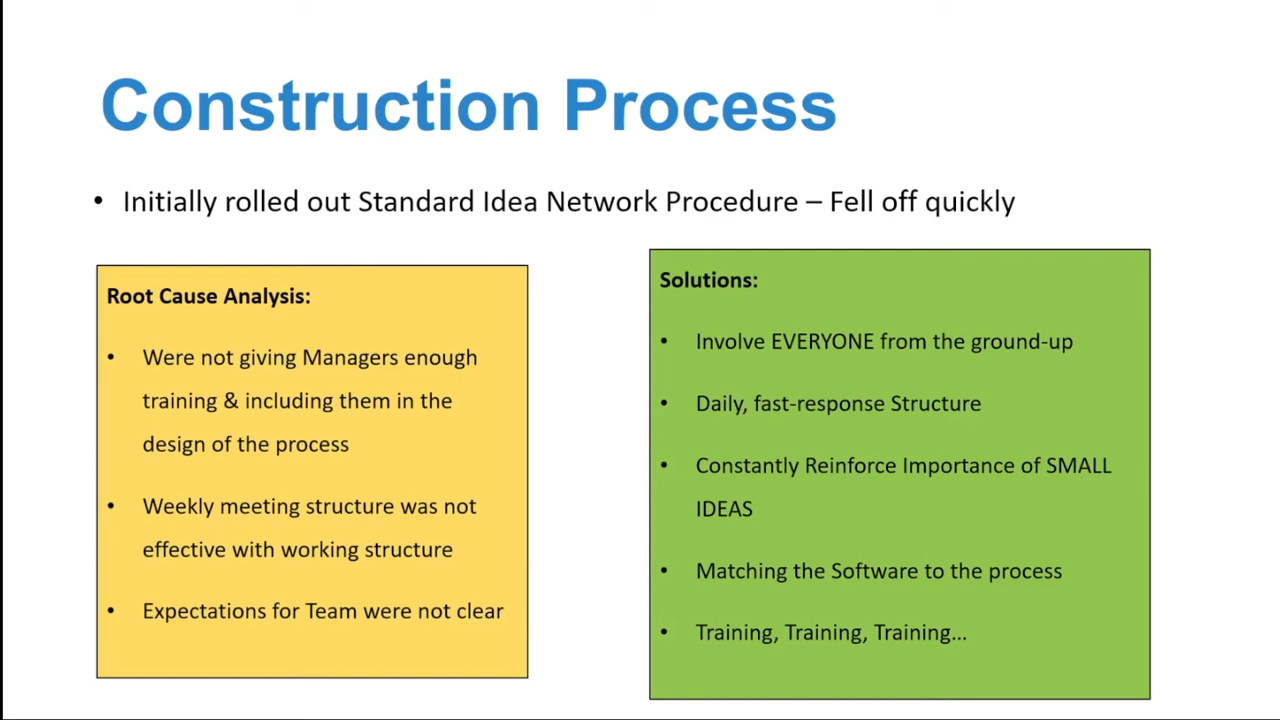 Construction Process
• Initially rolled out Standard Idea Network Procedure – Fell off quickly
Root Cause Analysis:
• Were not giving Managers enough
training & including them in the
design of the process
• Weekly meeting structure was not
effective with working structure
• Expectations for Team were not clear
Solutions:
• Involve EVERYONE from the ground-up
• Daily, fast-response Structure
• Constantly Reinforce Importance of SMALL
IDEAS
• Matching the Software to the process
• Training, Training, Training…